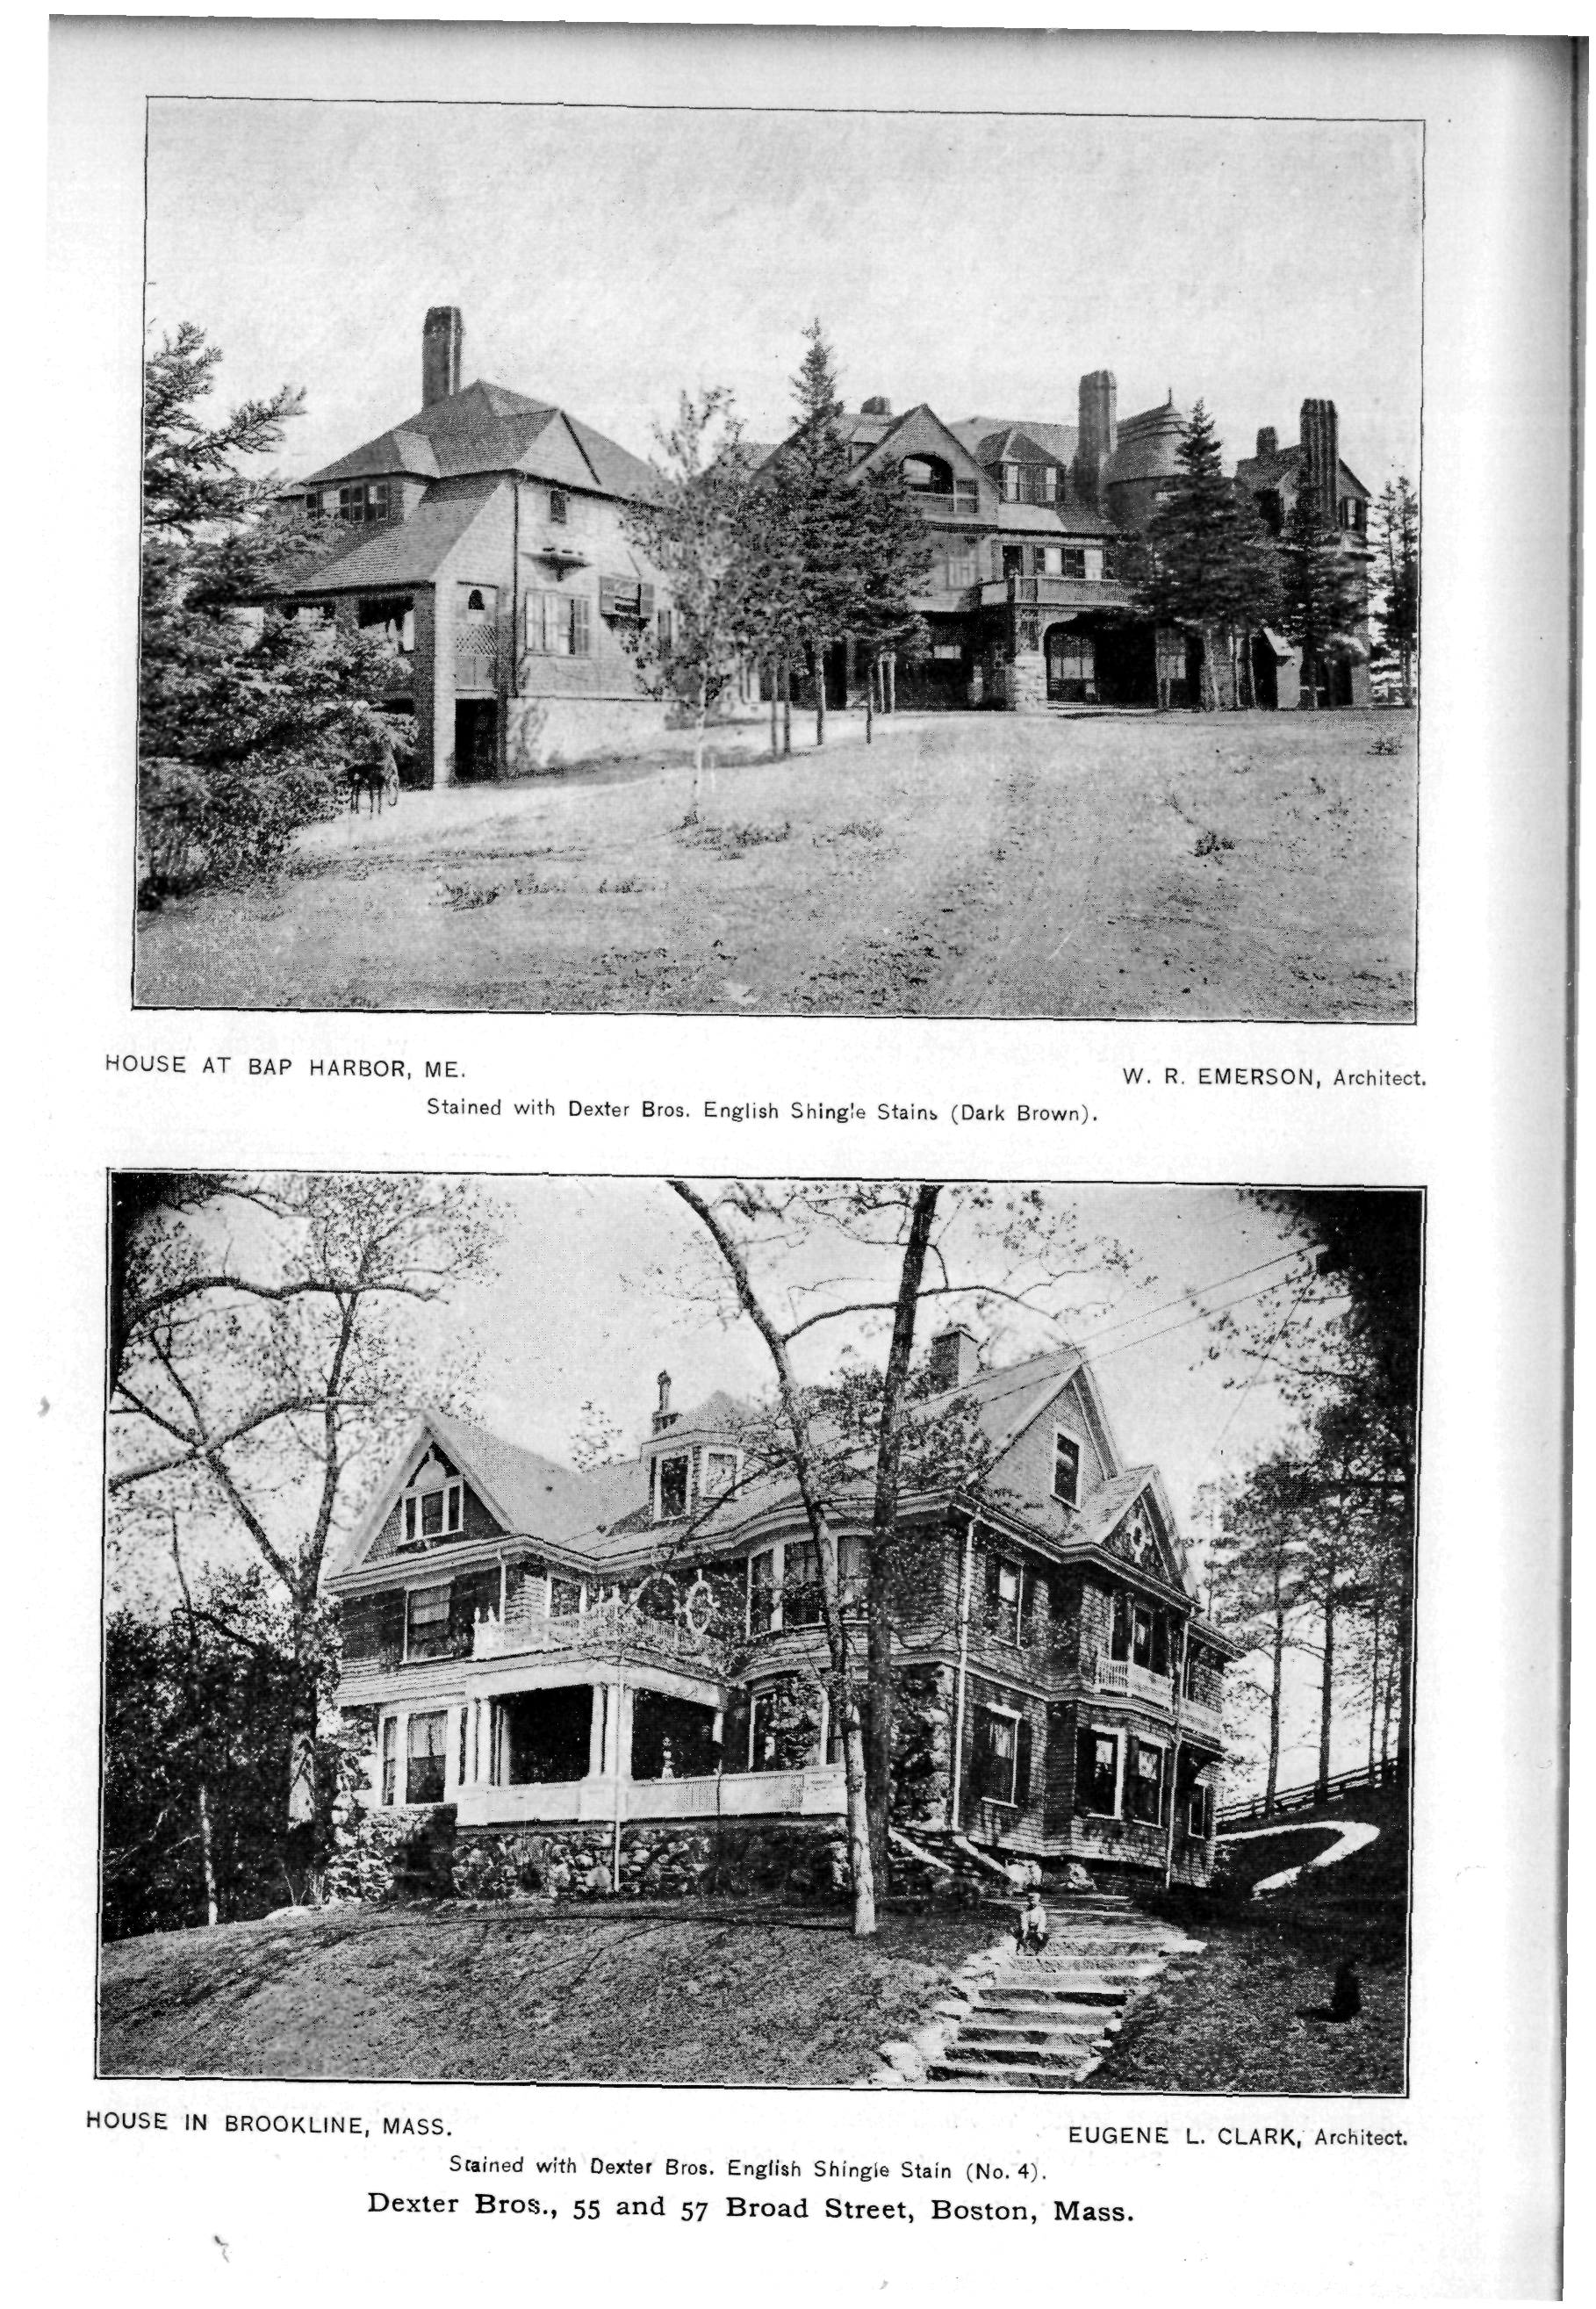 HOUSE AT BAP HARBOR, ME.
W. R. EMERSON, Architect.
Stained with Dexter Bros. English Shingle Stains (Dark Brown).
HOUSE IN BROOKLINE, MASS.
EUGENE L. CLARK, Architect.
Stained with Dexter Bros. English Shingle Stain (No. 4).
Dexter Bros., 55 and 57 Broad Street, Boston, Mass.